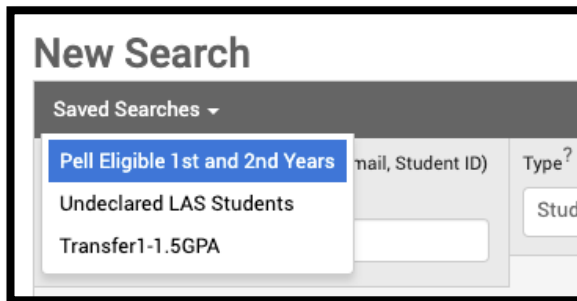 New Search
Saved Searches
Pell Eligible 1st and 2nd Years
mail, Student ID)
Type?
Undeclared LAS Students
Stud
Transfer1-1.5GPA